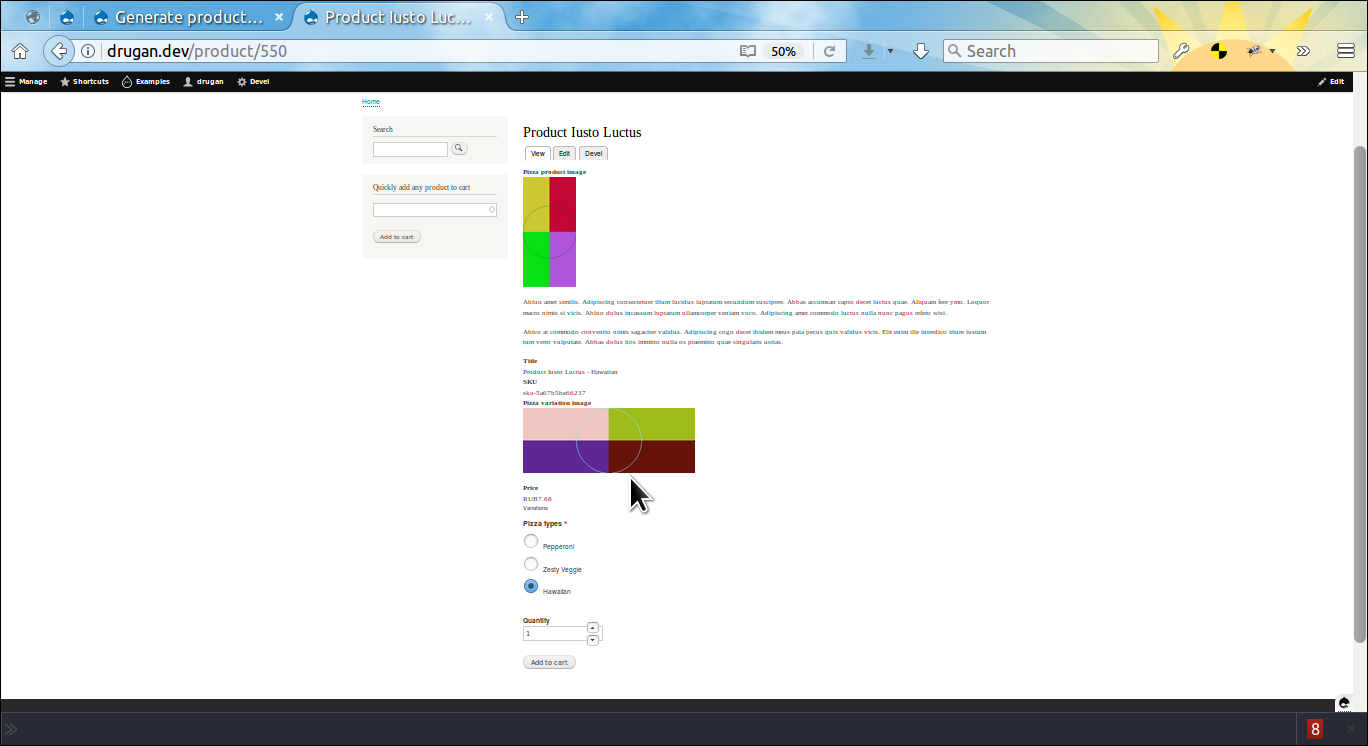 Generate product…
Product Iusto Luc…
drugan.dev/product/550
50%
Search
Manage
Shortcuts
Examples
drugan
Devel
Edit
Home
Search
Quickly add any product to cart
Add to cart
Product Iusto Luctus
View
Edit
Devel
Pizza product image
Abluo amet similis. Adipiscing consectetuer illum lucidus luptatum secundum suscipere. Abbas accumsan capto decet luctus quae. Aliquam fere ymo. Loquor
macto nimis si vicis. Abluo dolus incassum luptatum ullamcorper veniam voco. Adipiscing amet commodo luctus nulla nunc pagus refero wisi.
Abico at commodo conventio nimis sagaciter validus. Adipiscing cogo decet ibidem meus pala pecus quis validus vicis. Elit enim ille interdico iriure iustum
tum verto vulputate. Abbas dolus hos immitto nulla os praemitto quae singularis usitas.
Title
Product Iusto Luctus - Hawaiian
SKU
sku-5a67b5be66237
Pizza variation image
Price
RUB7.68
Variations
Pizza types *
Pepperoni
Zesty Veggie
Hawaiian
Quantity
1
Add to cart
8